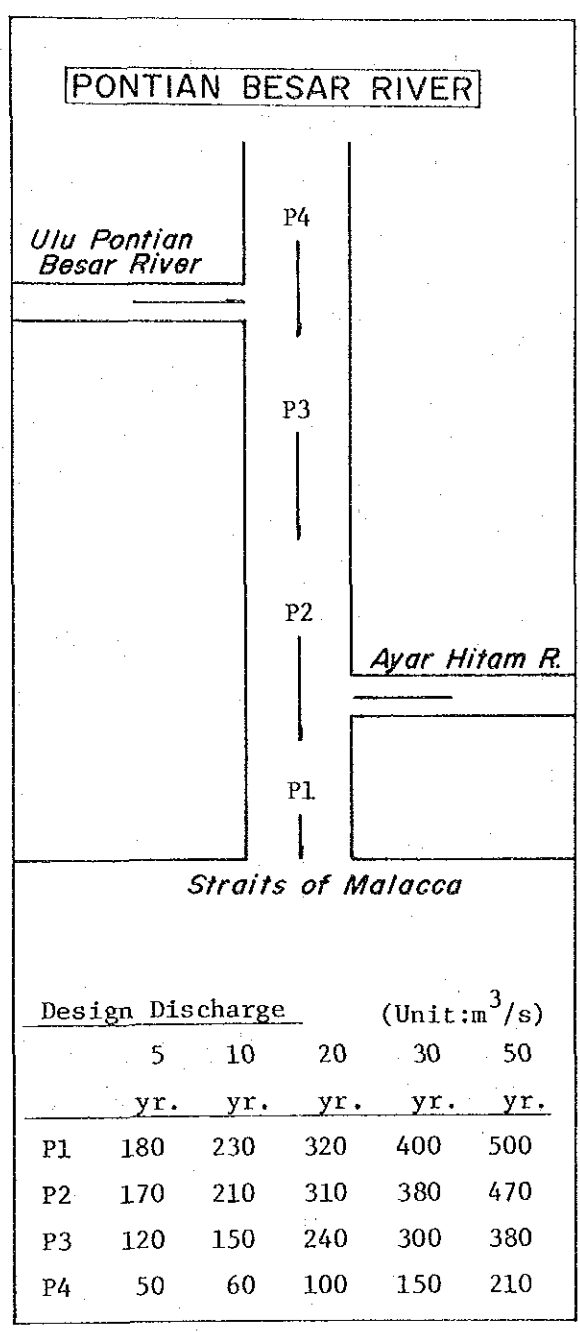 PONTIAN BESAR RIVER
P4
Ulu Pontian
Besar River
P3
P2
Ayar Hitam R.
P1
Straits of Malacca
Design Discharge (Unit:m³/s)
5 10 20 30 50
yr. yr. yr. yr. yr.
P1 180 230 320 400 500
P2 170 210 310 380 470
P3 120 150 240 300 380
P4 50 60 100 150 210